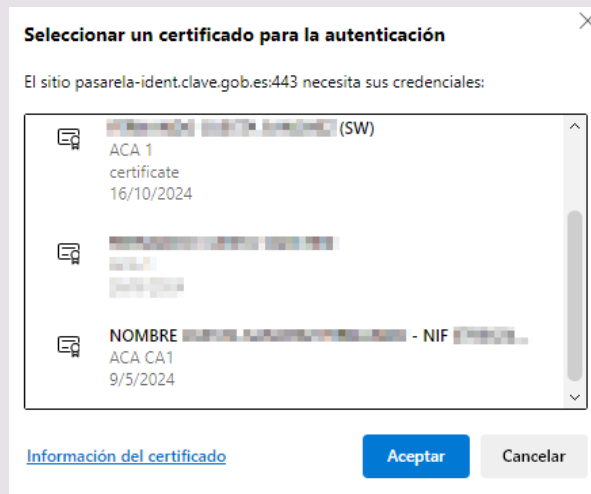 Seleccionar un certificado para la autenticación
El sitio pasarela-ident.clave.gob.es:443 necesita sus credenciales:
(SW)
ACA 1
certificate
16/10/2024
NOMBRE - NIF ...
ACA CA1
9/5/2024
Información del certificado
Aceptar
Cancelar